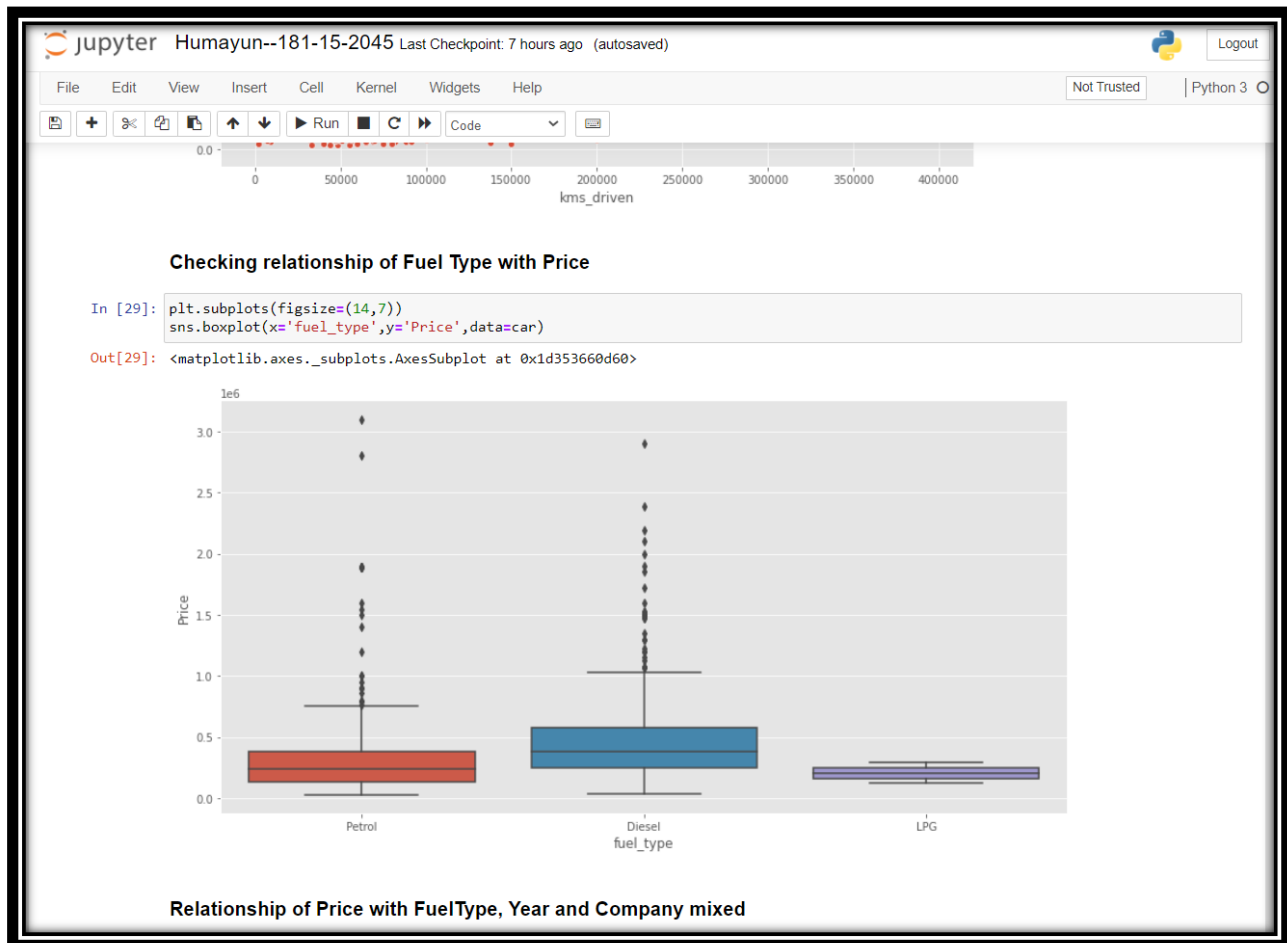 jupyter Humayun--181-15-2045 Last Checkpoint: 7 hours ago (autosaved)
Logout
File Edit View Insert Cell Kernel Widgets Help
Not Trusted
Python 3
Run
Code
0.0
0 50000 100000 150000 200000 250000 300000 350000 400000
kms_driven
Checking relationship of Fuel Type with Price
In [29]: plt.subplots(figsize=(14,7))
sns.boxplot(x='fuel_type',y='Price',data=car)
Out[29]: <matplotlib.axes._subplots.AxesSubplot at 0x1d353660d60>
1e6
3.0
2.5
2.0
Price
1.5
1.0
0.5
0.0
Petrol Diesel LPG
fuel_type
Relationship of Price with FuelType, Year and Company mixed